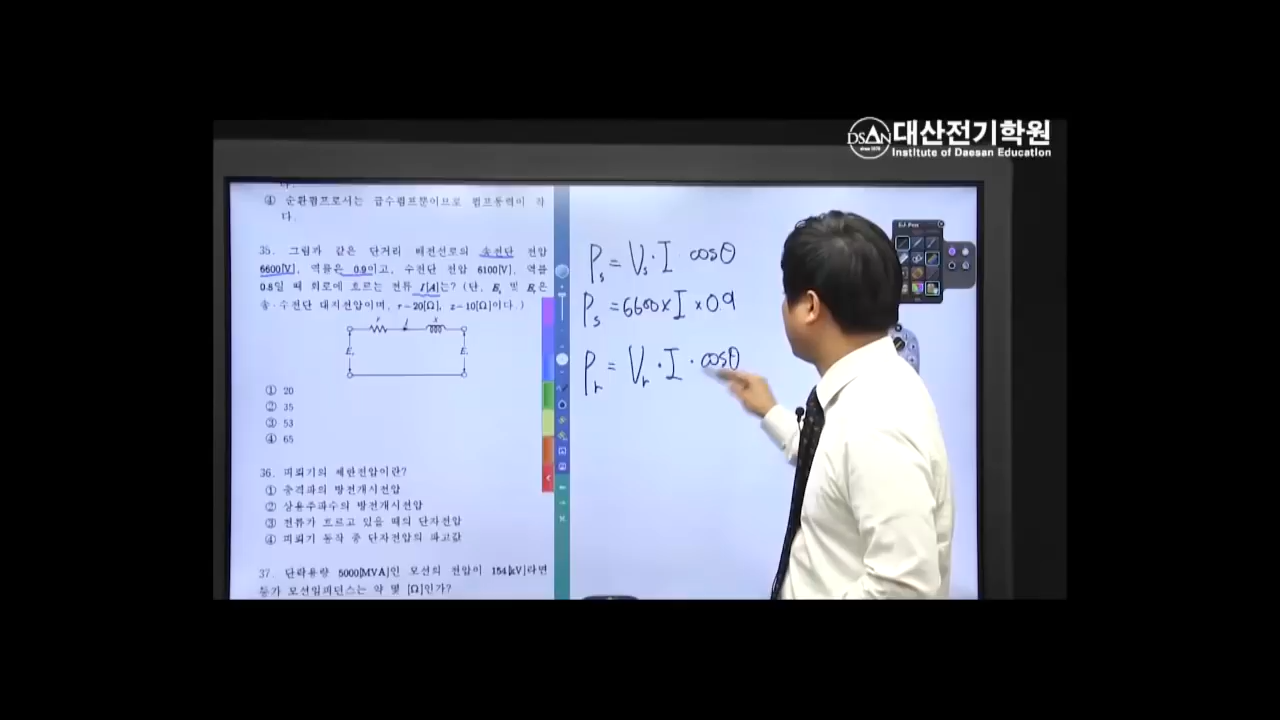 DSAN
since 1978
대산전기학원
Institute of Daesan Education
다.
④ 순환펌프로서는 급수펌프뿐이므로 펌프동력이 작
다.
35. 그림과 같은 단거리 배전선로의 송전단 전압
6600[V], 역률은 0.9이고, 수전단 전압 6100[V], 역률
0.8일 때 회로에 흐르는 전류 I[A]는? (단, Es 및 Er은
송·수전단 대지전압이며, r=20[Ω], x=10[Ω]이다.)
r I x
Es Er
① 20
② 35
③ 53
④ 65
36. 피뢰기의 제한전압이란?
① 충격파의 방전개시전압
② 상용주파수의 방전개시전압
③ 전류가 흐르고 있을 때의 단자전압
④ 피뢰기 동작 중 단자전압의 파고값
37. 단락용량 5000[MVA]인 모선의 전압이 154[kV]라면
등가 모선임피던스는 약 몇 [Ω]인가?
Ps = Vs · I cosθ
Ps = 6600 × I × 0.9
Pr = Vr · I · cosθ